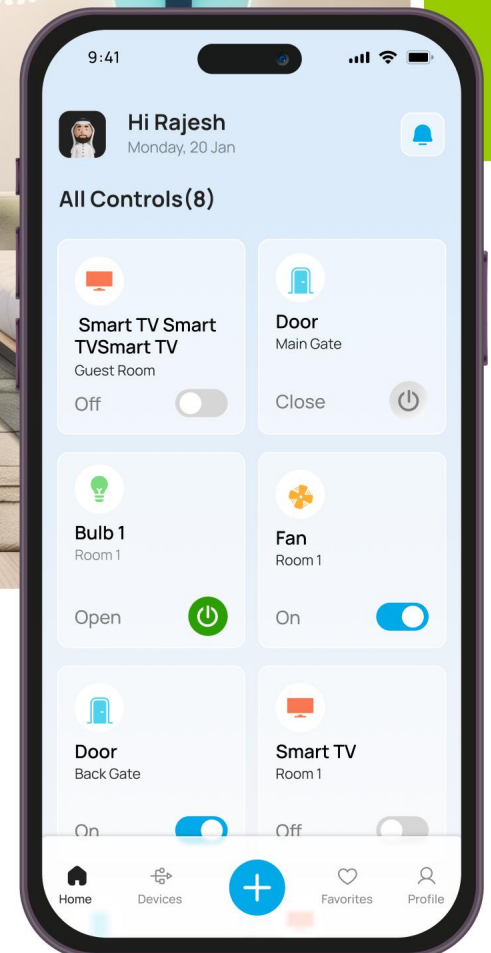 9:41
Hi Rajesh
Monday, 20 Jan
All Controls(8)
Smart TV Smart
TVSmart TV
Guest Room
Off
Door
Main Gate
Close
Bulb 1
Room 1
Open
Fan
Room 1
On
Door
Back Gate
On
Smart TV
Room 1
Off
Home
Devices
Favorites
Profile